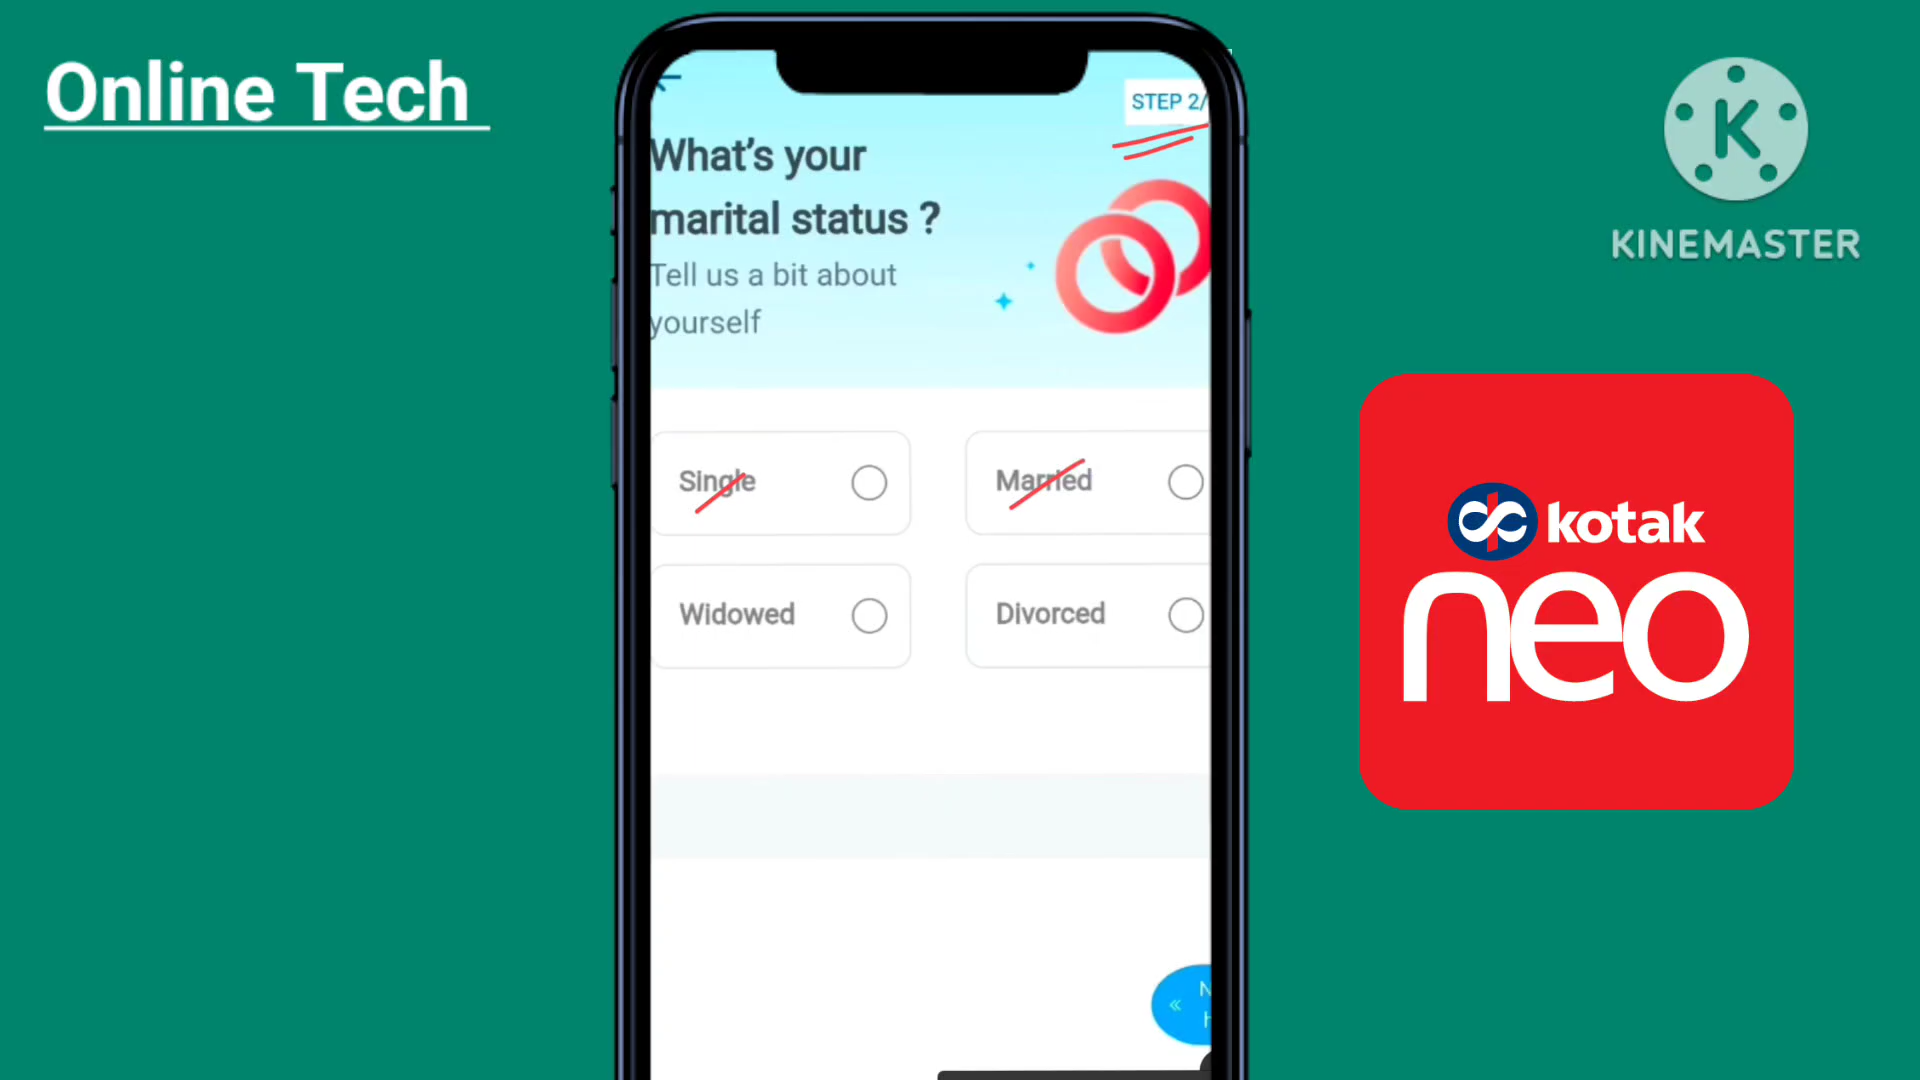 Online Tech
STEP 2/
What's your
marital status ?
Tell us a bit about
yourself
Single
Married
Widowed
Divorced
K
KINEMASTER
kotak
neo